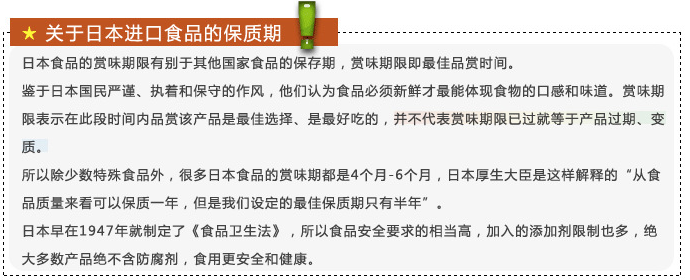 ★ 关于日本进口食品的保质期
日本食品的赏味期限有别于其他国家食品的保存期，赏味期限即最佳品赏时间。
鉴于日本国民严谨、执着和保守的作风，他们认为食品必须新鲜才最能体现食物的口感和味道。赏味期
限表示在此段时间内品赏该产品是最佳选择、是最好吃的，并不代表赏味期限已过就等于产品过期、变
质。
所以除少数特殊食品外，很多日本食品的赏味期都是4个月-6个月，日本厚生大臣是这样解释的“从食
品质量来看可以保质一年，但是我们设定的最佳保质期只有半年”。
日本早在1947年就制定了《食品卫生法》，所以食品安全要求的相当高，加入的添加剂限制也多，绝
大多数产品绝不含防腐剂，食用更安全和健康。